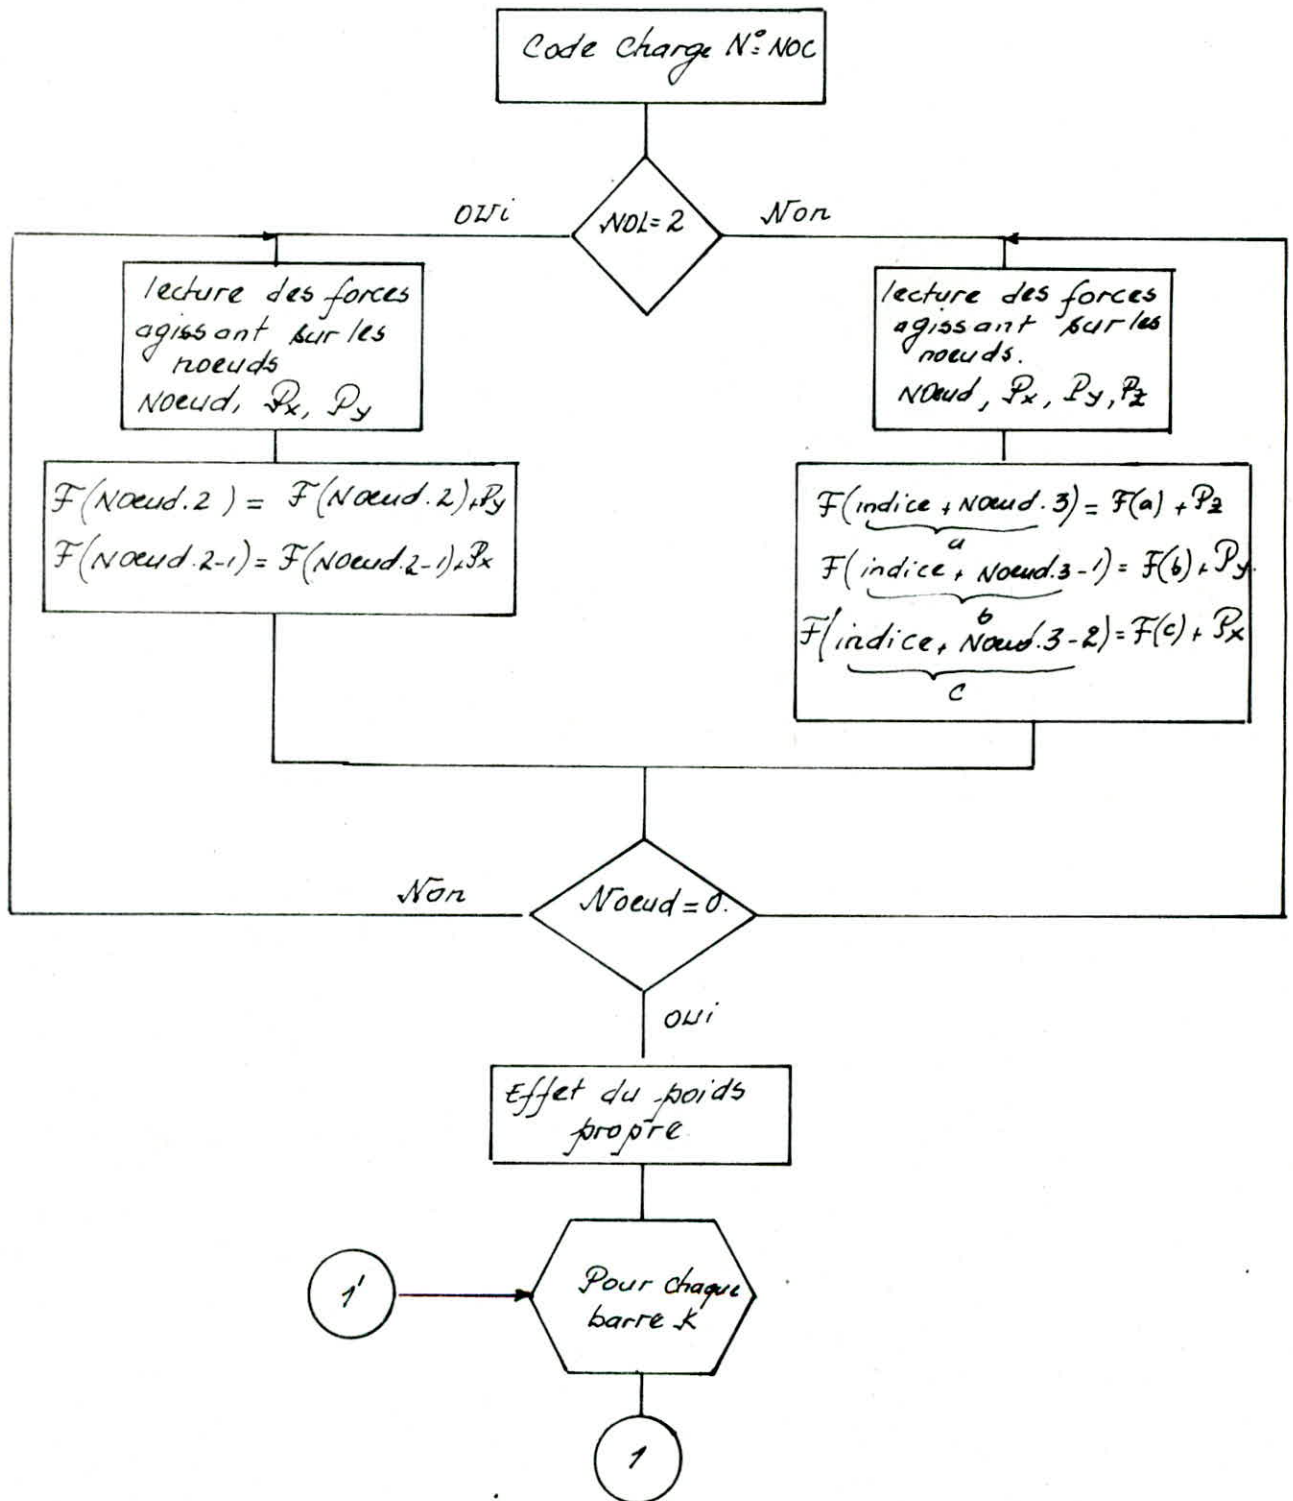 Code charge N° NOC
NOL = 2
OUi
Non
lecture des forces
agissant sur les
noeuds
Noeud, Px, Py
lecture des forces
agissant sur les
noeuds.
Noeud, Px, Py, Pz
F(Noeud.2) = F(Noeud.2)+Py
F(Noeud.2-1) = F(Noeud.2-1)+Px
F(indice + Noeud.3) = F(a) + Pz
a
F(indice + Noeud.3-1) = F(b) + Py.
b
F(indice + Noeud.3-2) = F(c) + Px
c
Non
Noeud = 0.
OUi
Effet du poids
propre
1'
Pour chaque
barre K
1